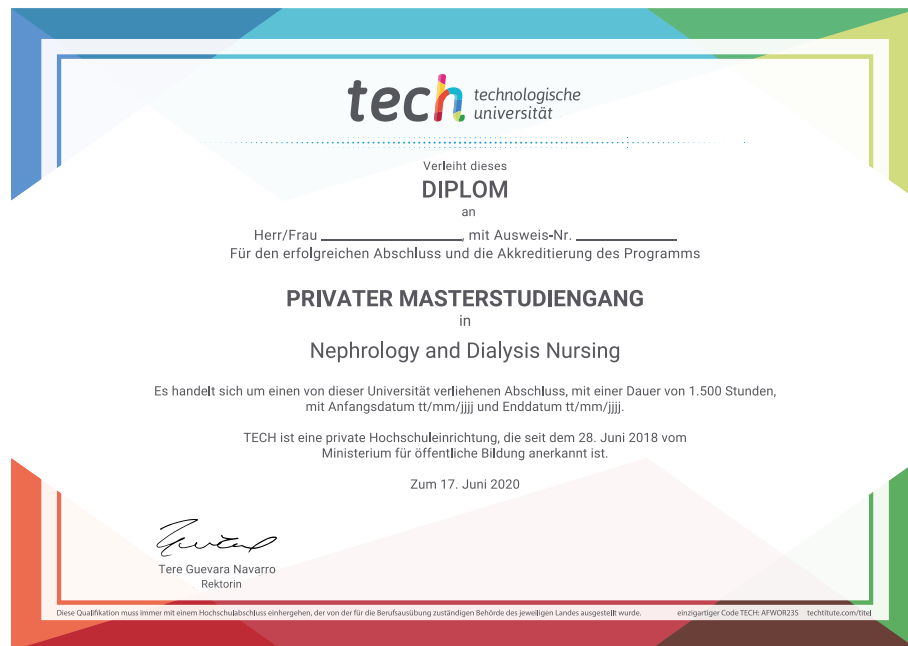 tech technologische
universität
Verleiht dieses
DIPLOM
an
Herr/Frau ____________, mit Ausweis-Nr. ____________
Für den erfolgreichen Abschluss und die Akkreditierung des Programms
PRIVATER MASTERSTUDIENGANG
in
Nephrology and Dialysis Nursing
Es handelt sich um einen von dieser Universität verliehenen Abschluss, mit einer Dauer von 1.500 Stunden,
mit Anfangsdatum tt/mm/jjjj und Enddatum tt/mm/jjjj.
TECH ist eine private Hochschuleinrichtung, die seit dem 28. Juni 2018 vom
Ministerium für öffentliche Bildung anerkannt ist.
Zum 17. Juni 2020
Tere Guevara Navarro
Rektorin
Diese Qualifikation muss immer mit einem Hochschulabschluss einhergehen, der von der für die Berufsausübung zuständigen Behörde des jeweiligen Landes ausgestellt wurde. einzigartiger Code TECH: AFWOR23S techtitute.com/titel